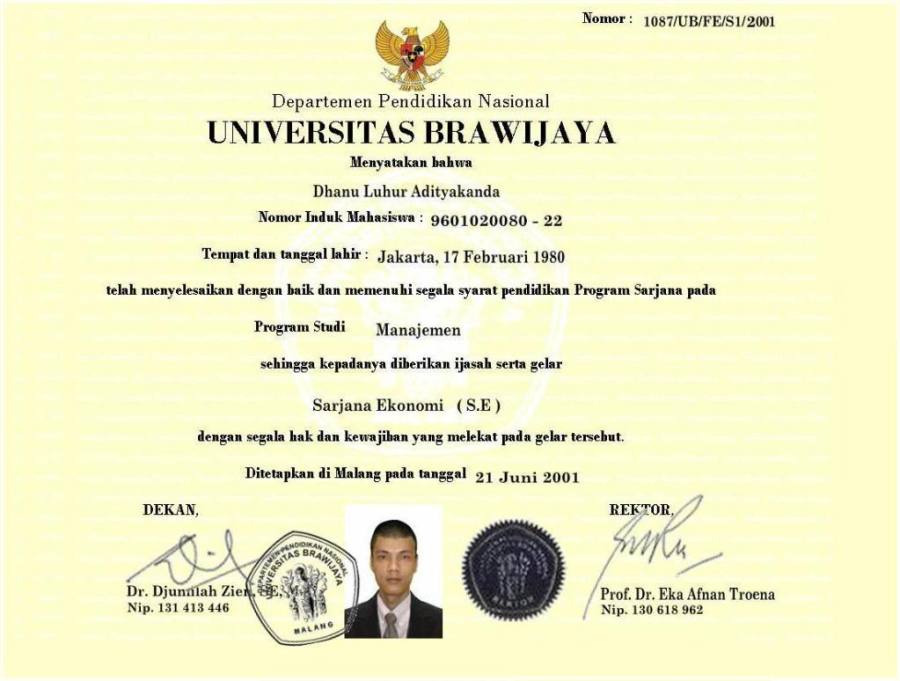 Nomor : 1087/UB/FE/S1/2001
Departemen Pendidikan Nasional
UNIVERSITAS BRAWIJAYA
Menyatakan bahwa
Dhanu Luhur Adityakanda
Nomor Induk Mahasiswa : 9601020080 - 22
Tempat dan tanggal lahir : Jakarta, 17 Februari 1980
telah menyelesaikan dengan baik dan memenuhi segala syarat pendidikan Program Sarjana pada
Program Studi Manajemen
sehingga kepadanya diberikan ijasah serta gelar
Sarjana Ekonomi ( S.E )
dengan segala hak dan kewajiban yang melekat pada gelar tersebut.
Ditetapkan di Malang pada tanggal 21 Juni 2001
DEKAN, REKTOR,
DEPARTEMEN PENDIDIKAN NASIONAL
UNIVERSITAS BRAWIJAYA
MALANG
REKTOR
Dr. Djumilah Prof. Dr. Eka Afnan Troena
Nip. 131 413 446 Nip. 130 618 962